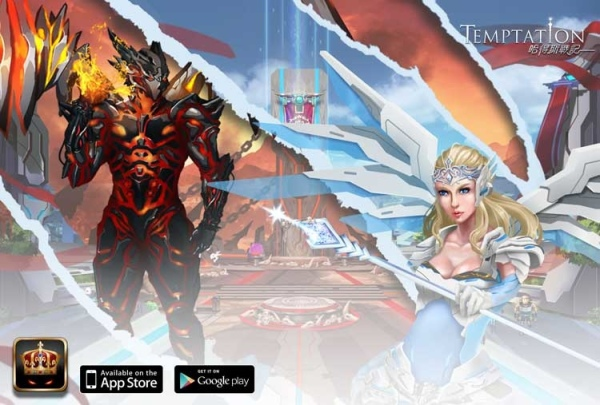 TEMPTATION
Available on the
App Store
GET IT ON
Google play